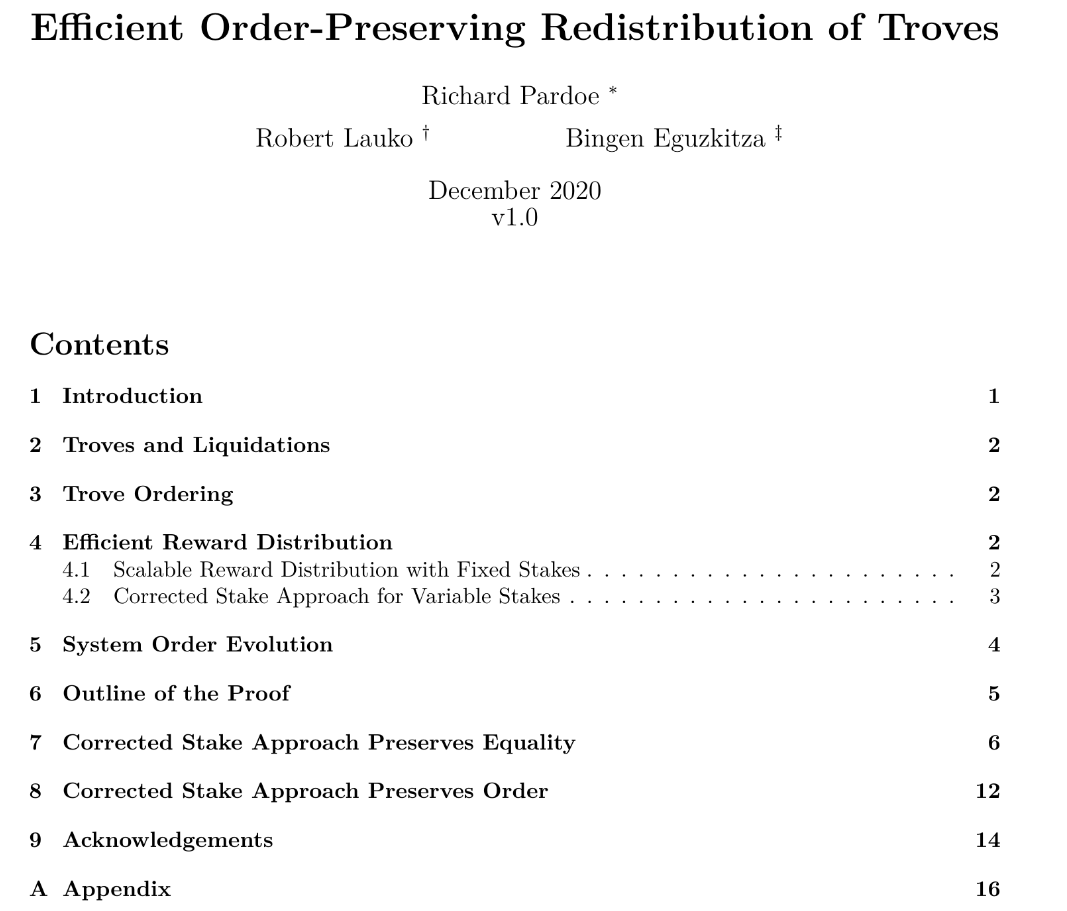 Efficient Order-Preserving Redistribution of Troves
Richard Pardoe *
Robert Lauko † Bingen Eguzkitza ‡
December 2020
v1.0
Contents
1 Introduction 1
2 Troves and Liquidations 2
3 Trove Ordering 2
4 Efficient Reward Distribution 2
4.1 Scalable Reward Distribution with Fixed Stakes . . . . . . . . . . . . . . . . . . . . . . 2
4.2 Corrected Stake Approach for Variable Stakes . . . . . . . . . . . . . . . . . . . . . . . 3
5 System Order Evolution 4
6 Outline of the Proof 5
7 Corrected Stake Approach Preserves Equality 6
8 Corrected Stake Approach Preserves Order 12
9 Acknowledgements 14
A Appendix 16